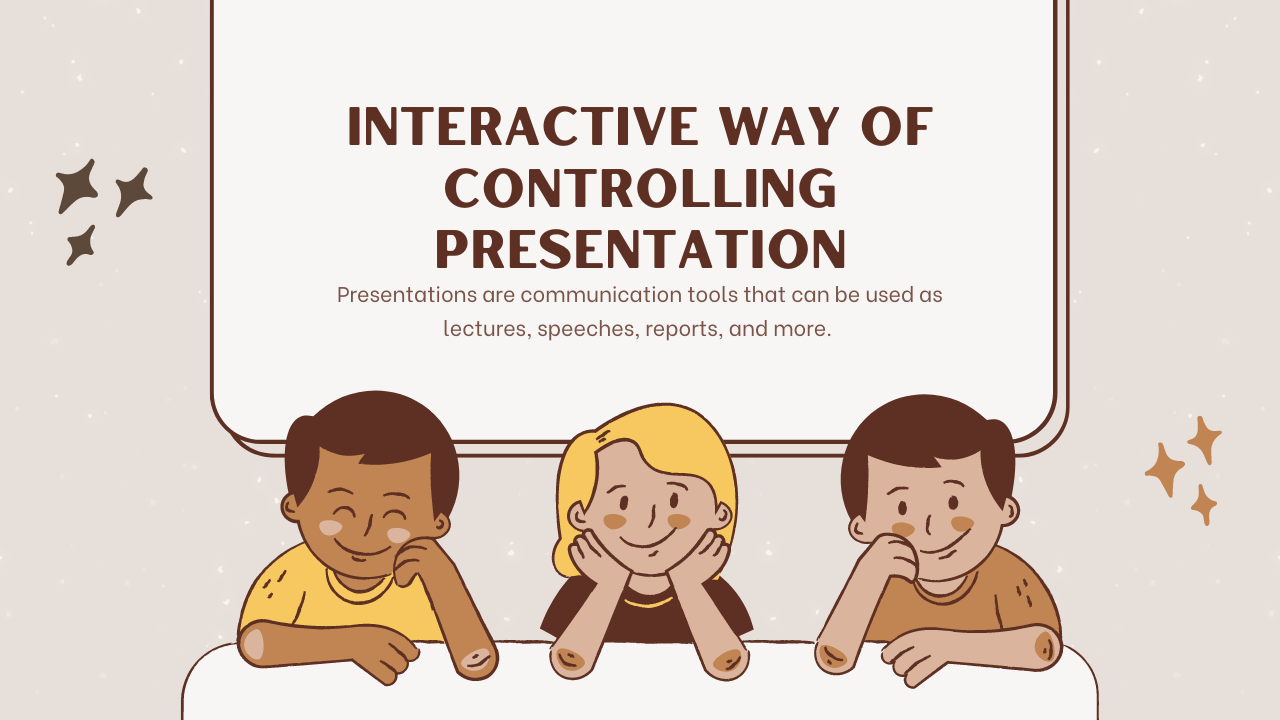 INTERACTIVE WAY OF
CONTROLLING
PRESENTATION
Presentations are communication tools that can be used as
lectures, speeches, reports, and more.